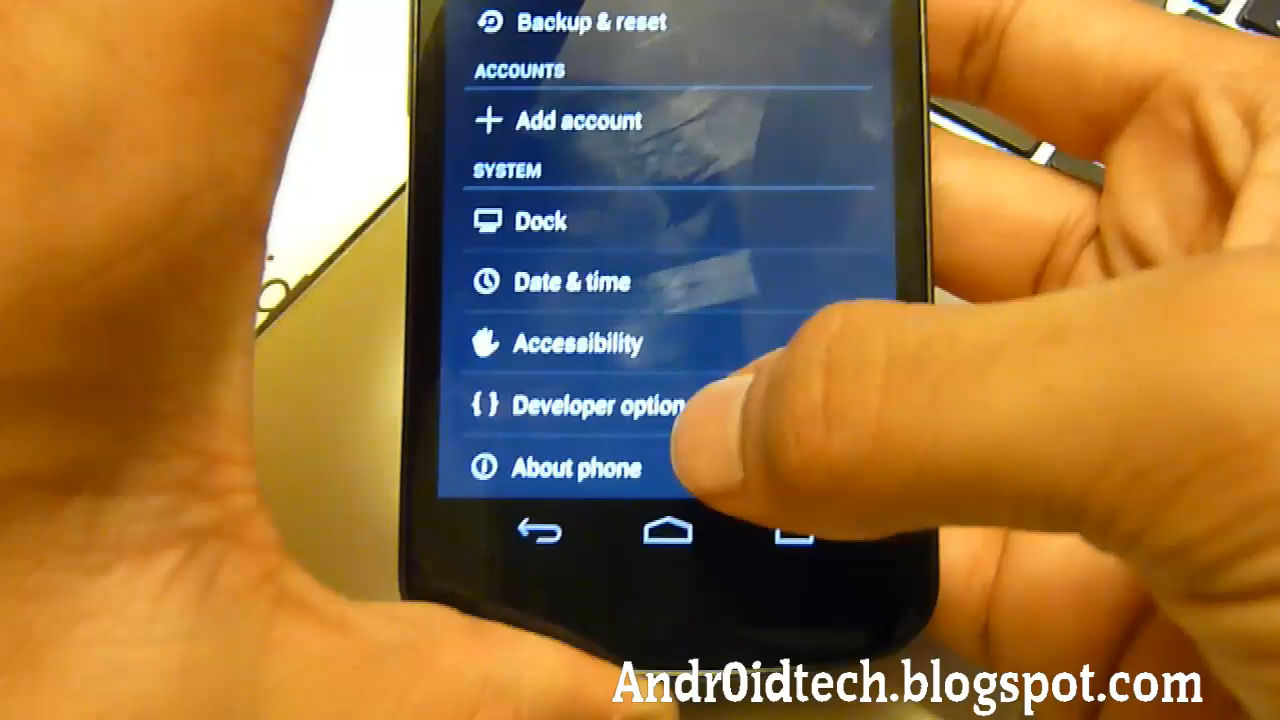 Backup & reset
ACCOUNTS
Add account
SYSTEM
Dock
Date & time
Accessibility
Developer option
About phone
Andr0idtech.blogspot.com